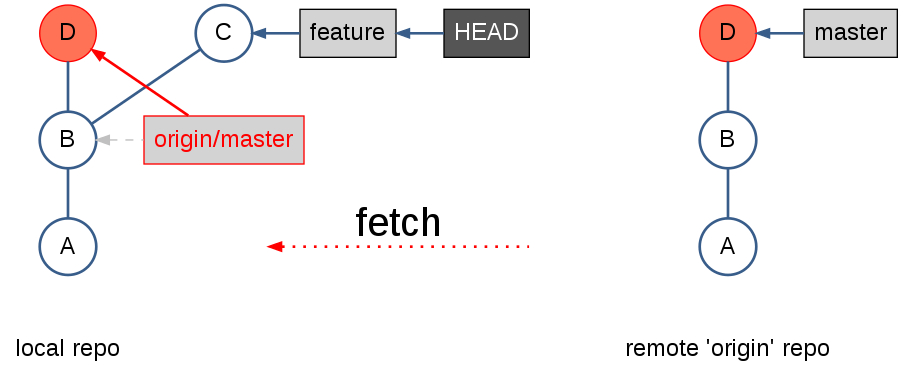 D
C
feature
HEAD
D
master
B
origin/master
B
fetch
A
A
local repo
remote 'origin' repo